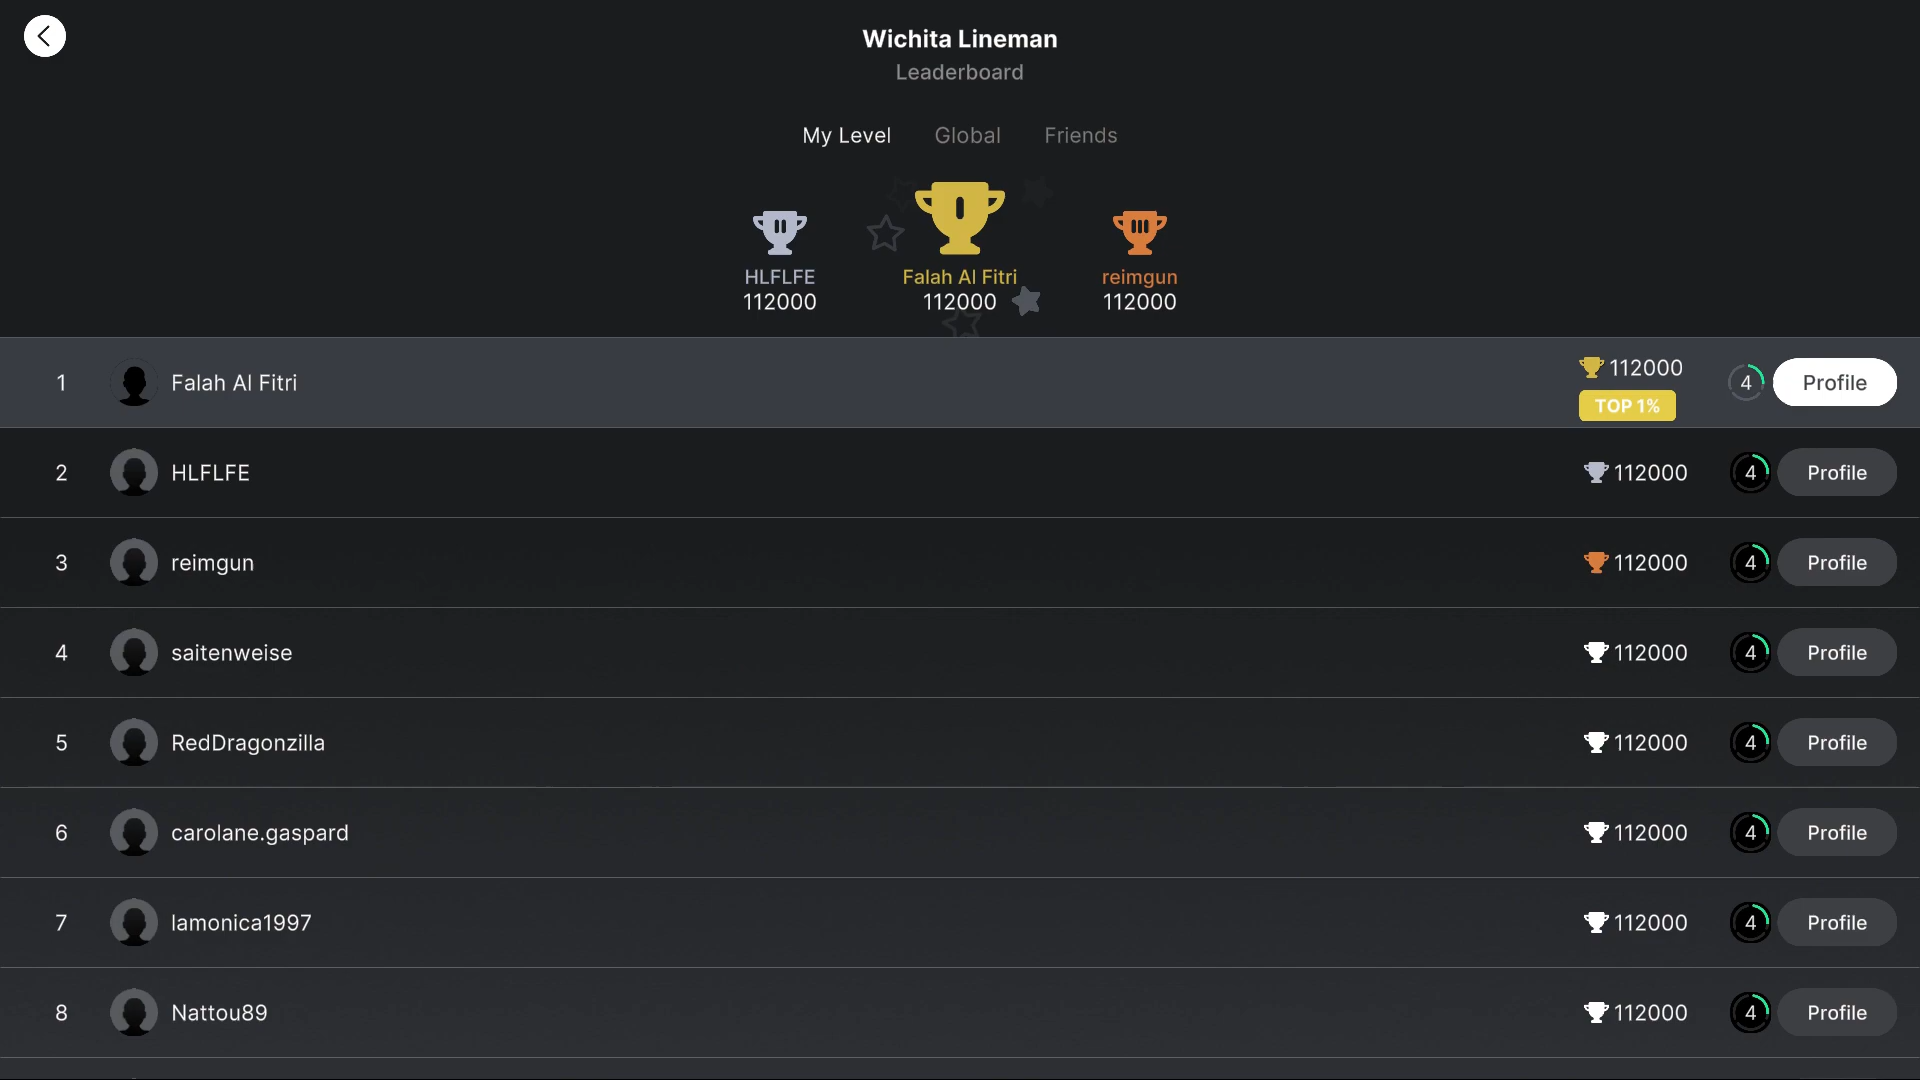 Wichita Lineman
Leaderboard
My Level Global Friends
HLFLFE
112000
Falah Al Fitri
112000
reimgun
112000
1 Falah Al Fitri 112000 TOP 1% 4 Profile
2 HLFLFE 112000 4 Profile
3 reimgun 112000 4 Profile
4 saitenweise 112000 4 Profile
5 RedDragonzilla 112000 4 Profile
6 carolane.gaspard 112000 4 Profile
7 lamonica1997 112000 4 Profile
8 Nattou89 112000 4 Profile